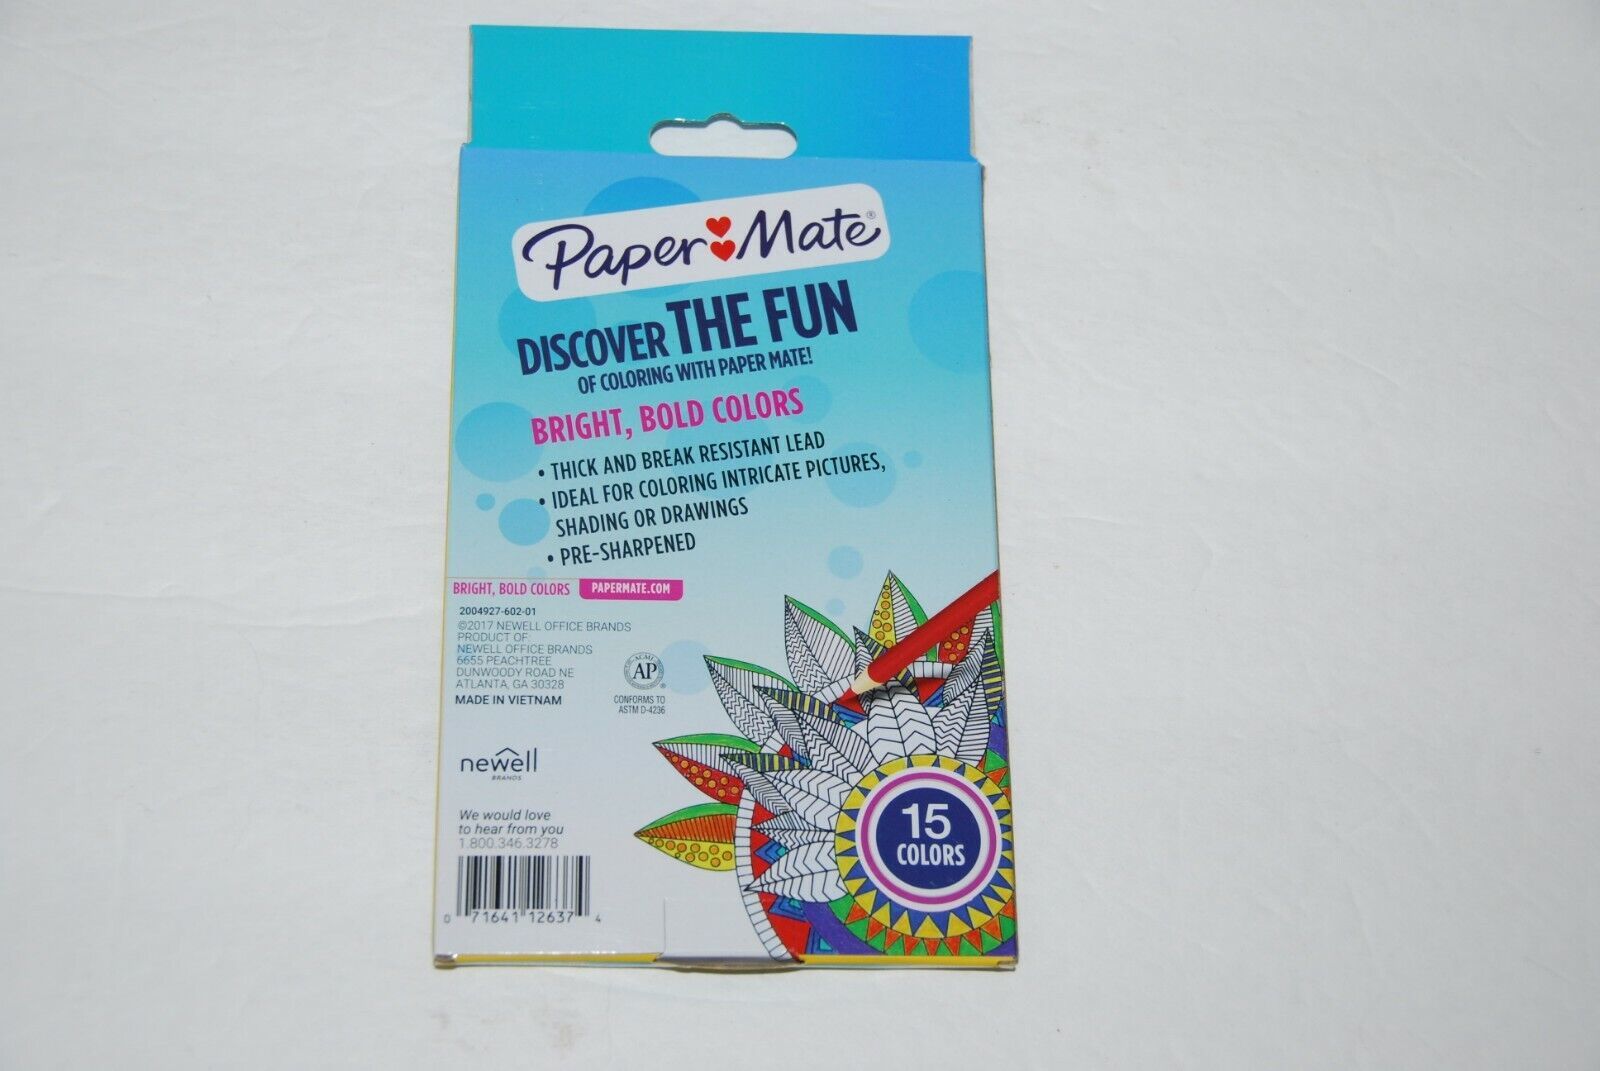 Paper Mate®
DISCOVER THE FUN
OF COLORING WITH PAPER MATE!
BRIGHT, BOLD COLORS
• THICK AND BREAK RESISTANT LEAD
• IDEAL FOR COLORING INTRICATE PICTURES,
SHADING OR DRAWINGS
• PRE-SHARPENED
BRIGHT, BOLD COLORS PAPERMATE.COM
2004927-602-01
©2017 NEWELL OFFICE BRANDS
PRODUCT OF:
NEWELL OFFICE BRANDS
6655 PEACHTREE
DUNWOODY ROAD NE
ATLANTA, GA 30328
MADE IN VIETNAM
ACMI
AP®
CONFORMS TO
ASTM D-4236
newell
BRANDS
We would love
to hear from you
1.800.346.3278
0 71641 12637 4
15
COLORS